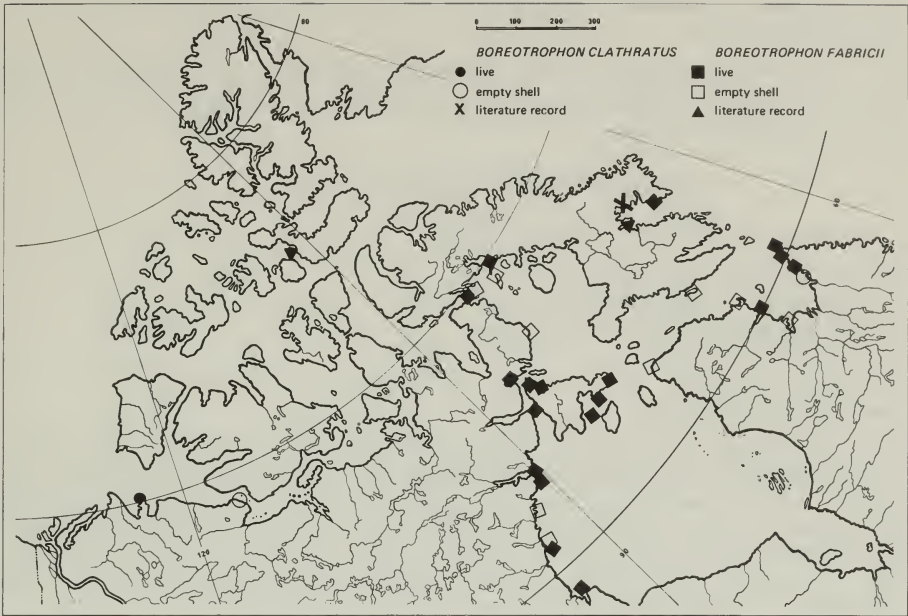 0 100 200 300
BOREOTROPHON CLATHRATUS
live
empty shell
literature record
BOREOTROPHON FABRICII
live
empty shell
literature record
80
60
120
90